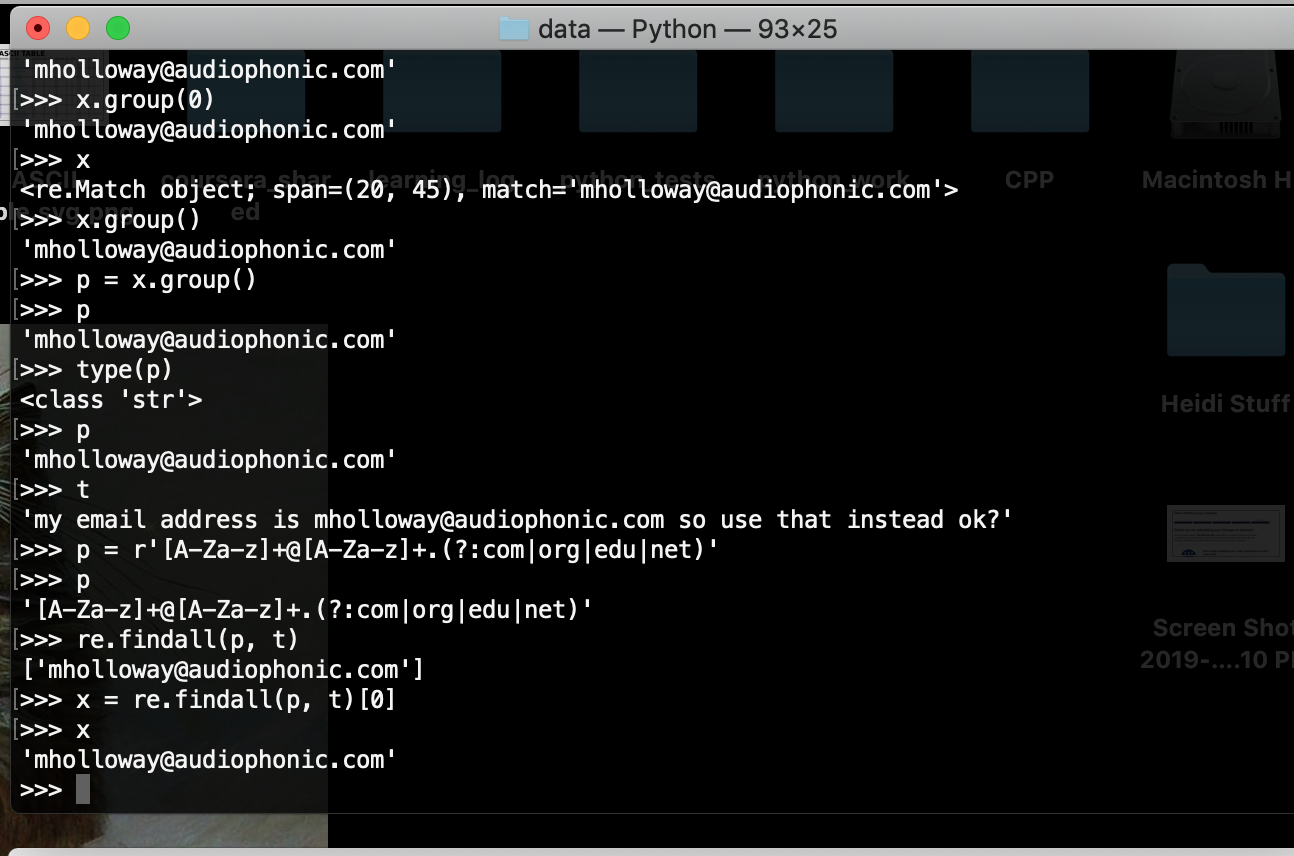 data — Python — 93×25
ASCII TABLE
'mholloway@audiophonic.com'
[>>> x.group(0)
'mholloway@audiophonic.com'
[>>> x
<re.Match object; span=(20, 45), match='mholloway@audiophonic.com'>
[>>> x.group()
'mholloway@audiophonic.com'
[>>> p = x.group()
[>>> p
'mholloway@audiophonic.com'
[>>> type(p)
<class 'str'>
[>>> p
'mholloway@audiophonic.com'
[>>> t
'my email address is mholloway@audiophonic.com so use that instead ok?'
[>>> p = r'[A-Za-z]+@[A-Za-z]+.(?:com|org|edu|net)'
[>>> p
'[A-Za-z]+@[A-Za-z]+.(?:com|org|edu|net)'
[>>> re.findall(p, t)
['mholloway@audiophonic.com']
[>>> x = re.findall(p, t)[0]
[>>> x
'mholloway@audiophonic.com'
>>>
ASCII
coursera_shar
learning_log
python_tests
python_work
CPP
Macintosh H
ed
Heidi Stuff
Screen Shot
2019-....10 P